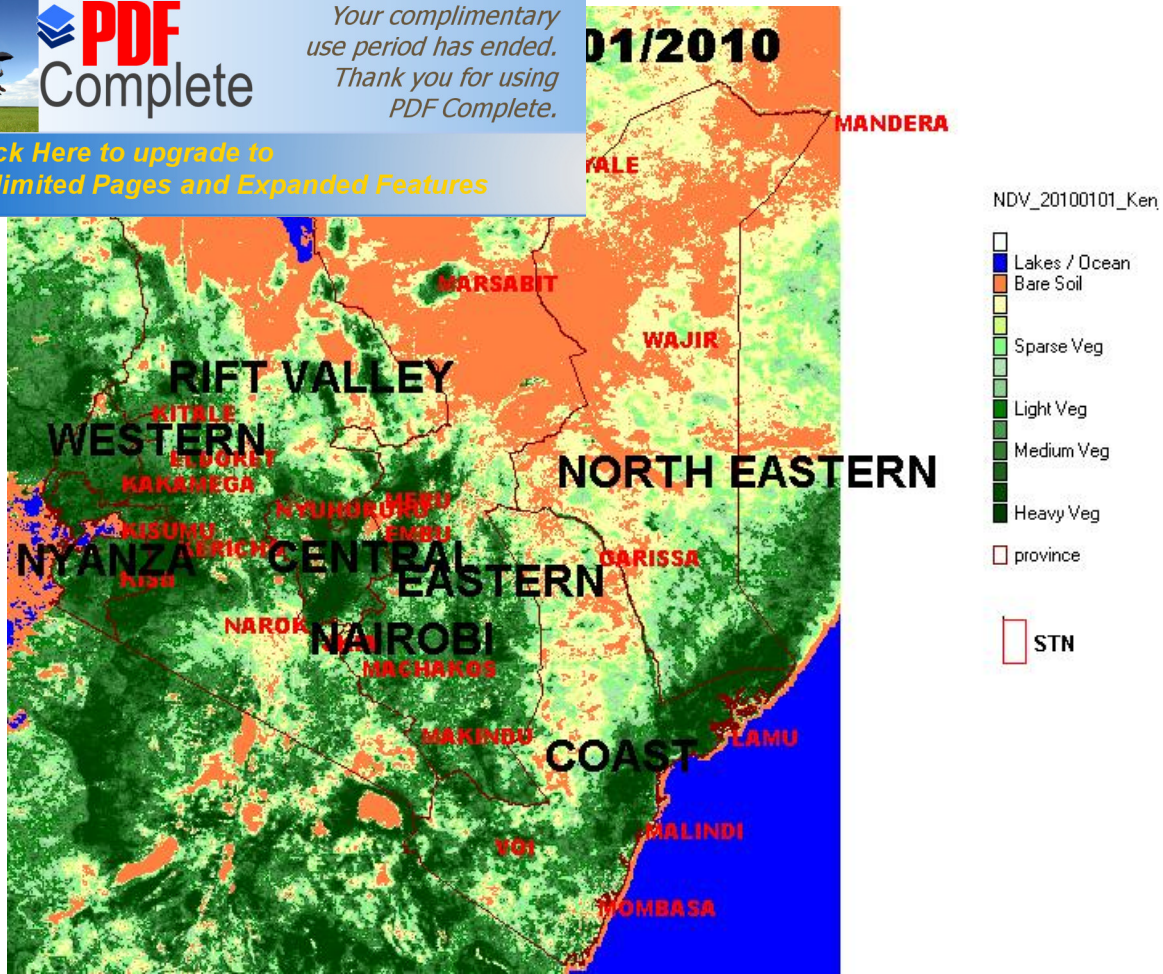 PDF
Complete
Your complimentary
use period has ended.
Thank you for using
PDF Complete.
ck Here to upgrade to
limited Pages and Expanded Features
01/2010
MANDERA
YALE
MARSABIT
WAJIR
RIFT VALLEY
KITALE
WESTERN
ELDORET
KAKAMEGA
NORTH EASTERN
NYUHURURU
MERU
KISUMU
EMBU
KERICHO
NYANZA
CENTRAL
GARISSA
KISII
EASTERN
NAROK
NAIROBI
MACHAKOS
MAKINDU
COAST
LAMU
MALINDI
VOI
MOMBASA
NDV_20100101_Ken
Lakes / Ocean
Bare Soil
Sparse Veg
Light Veg
Medium Veg
Heavy Veg
province
STN